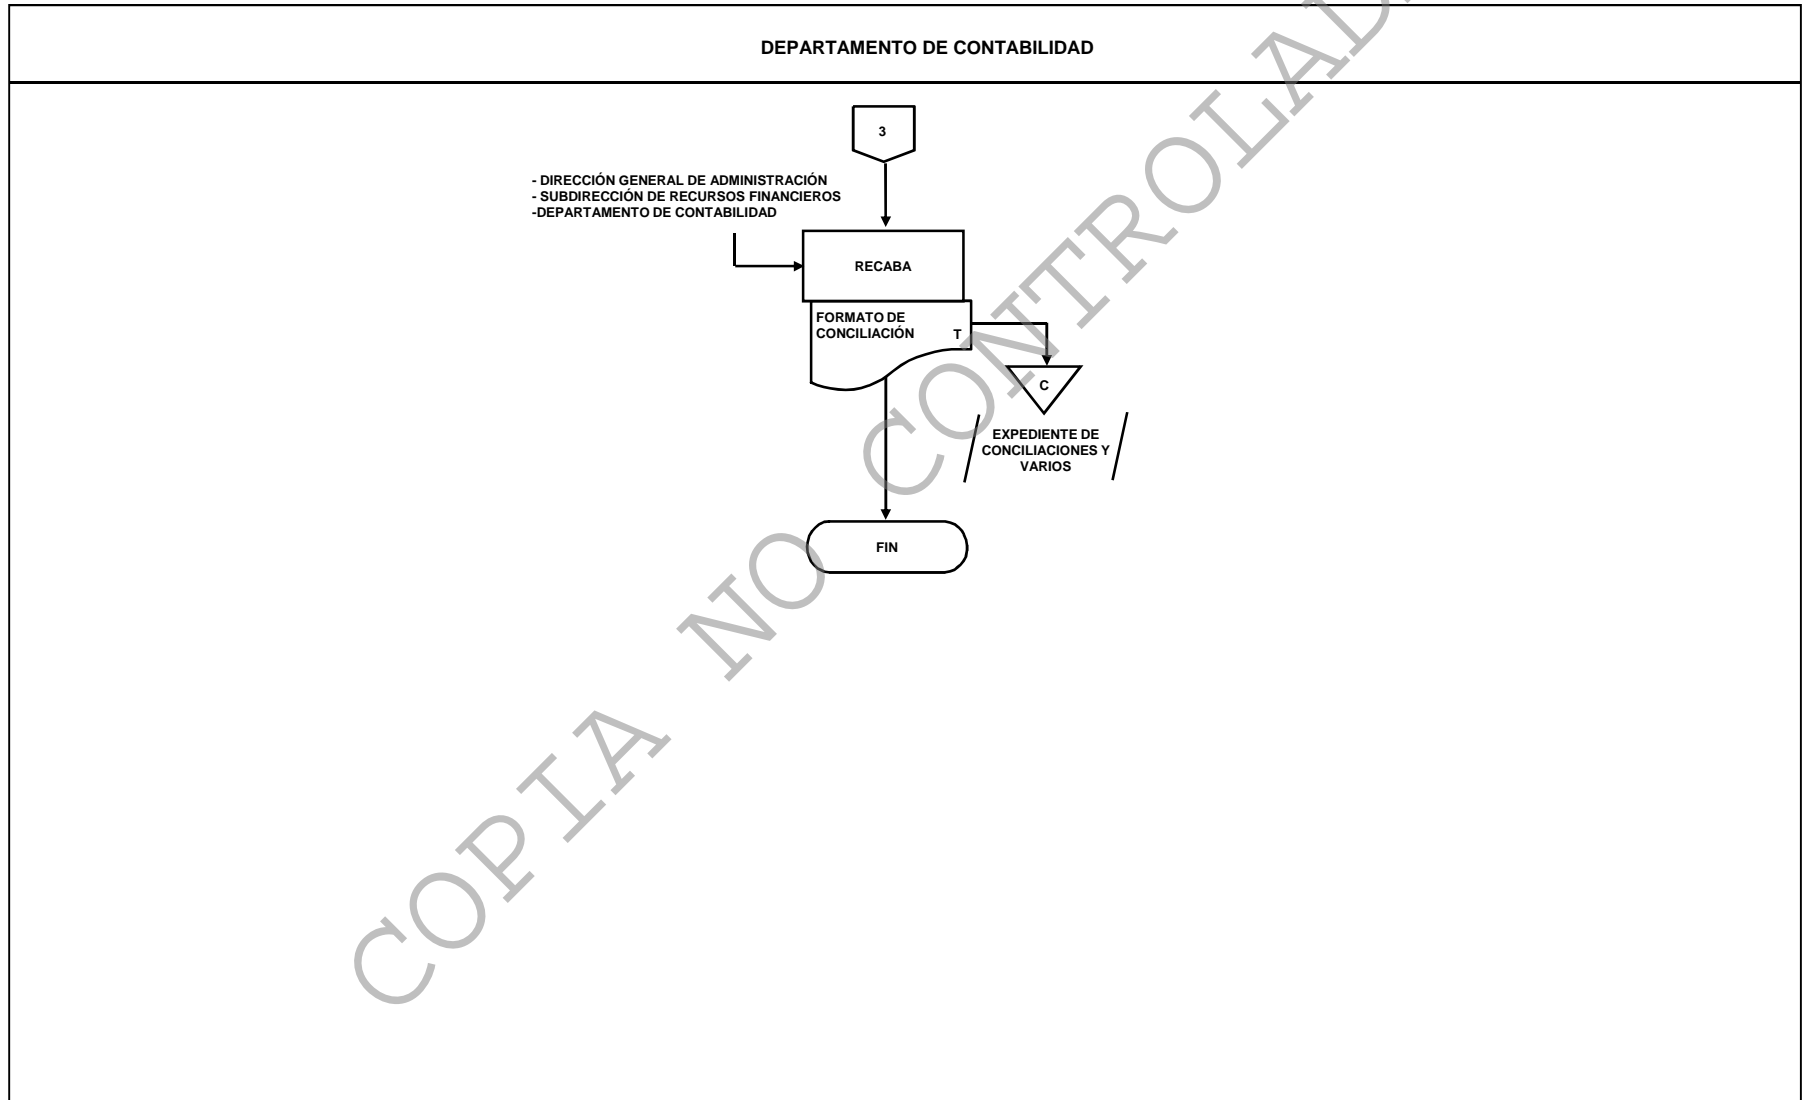 DEPARTAMENTO DE CONTABILIDAD
3
- DIRECCIÓN GENERAL DE ADMINISTRACIÓN
- SUBDIRECCIÓN DE RECURSOS FINANCIEROS
-DEPARTAMENTO DE CONTABILIDAD
RECABA
FORMATO DE
CONCILIACIÓN
T
C
EXPEDIENTE DE
CONCILIACIONES Y
VARIOS
FIN
COPIA NO CONTROLAD